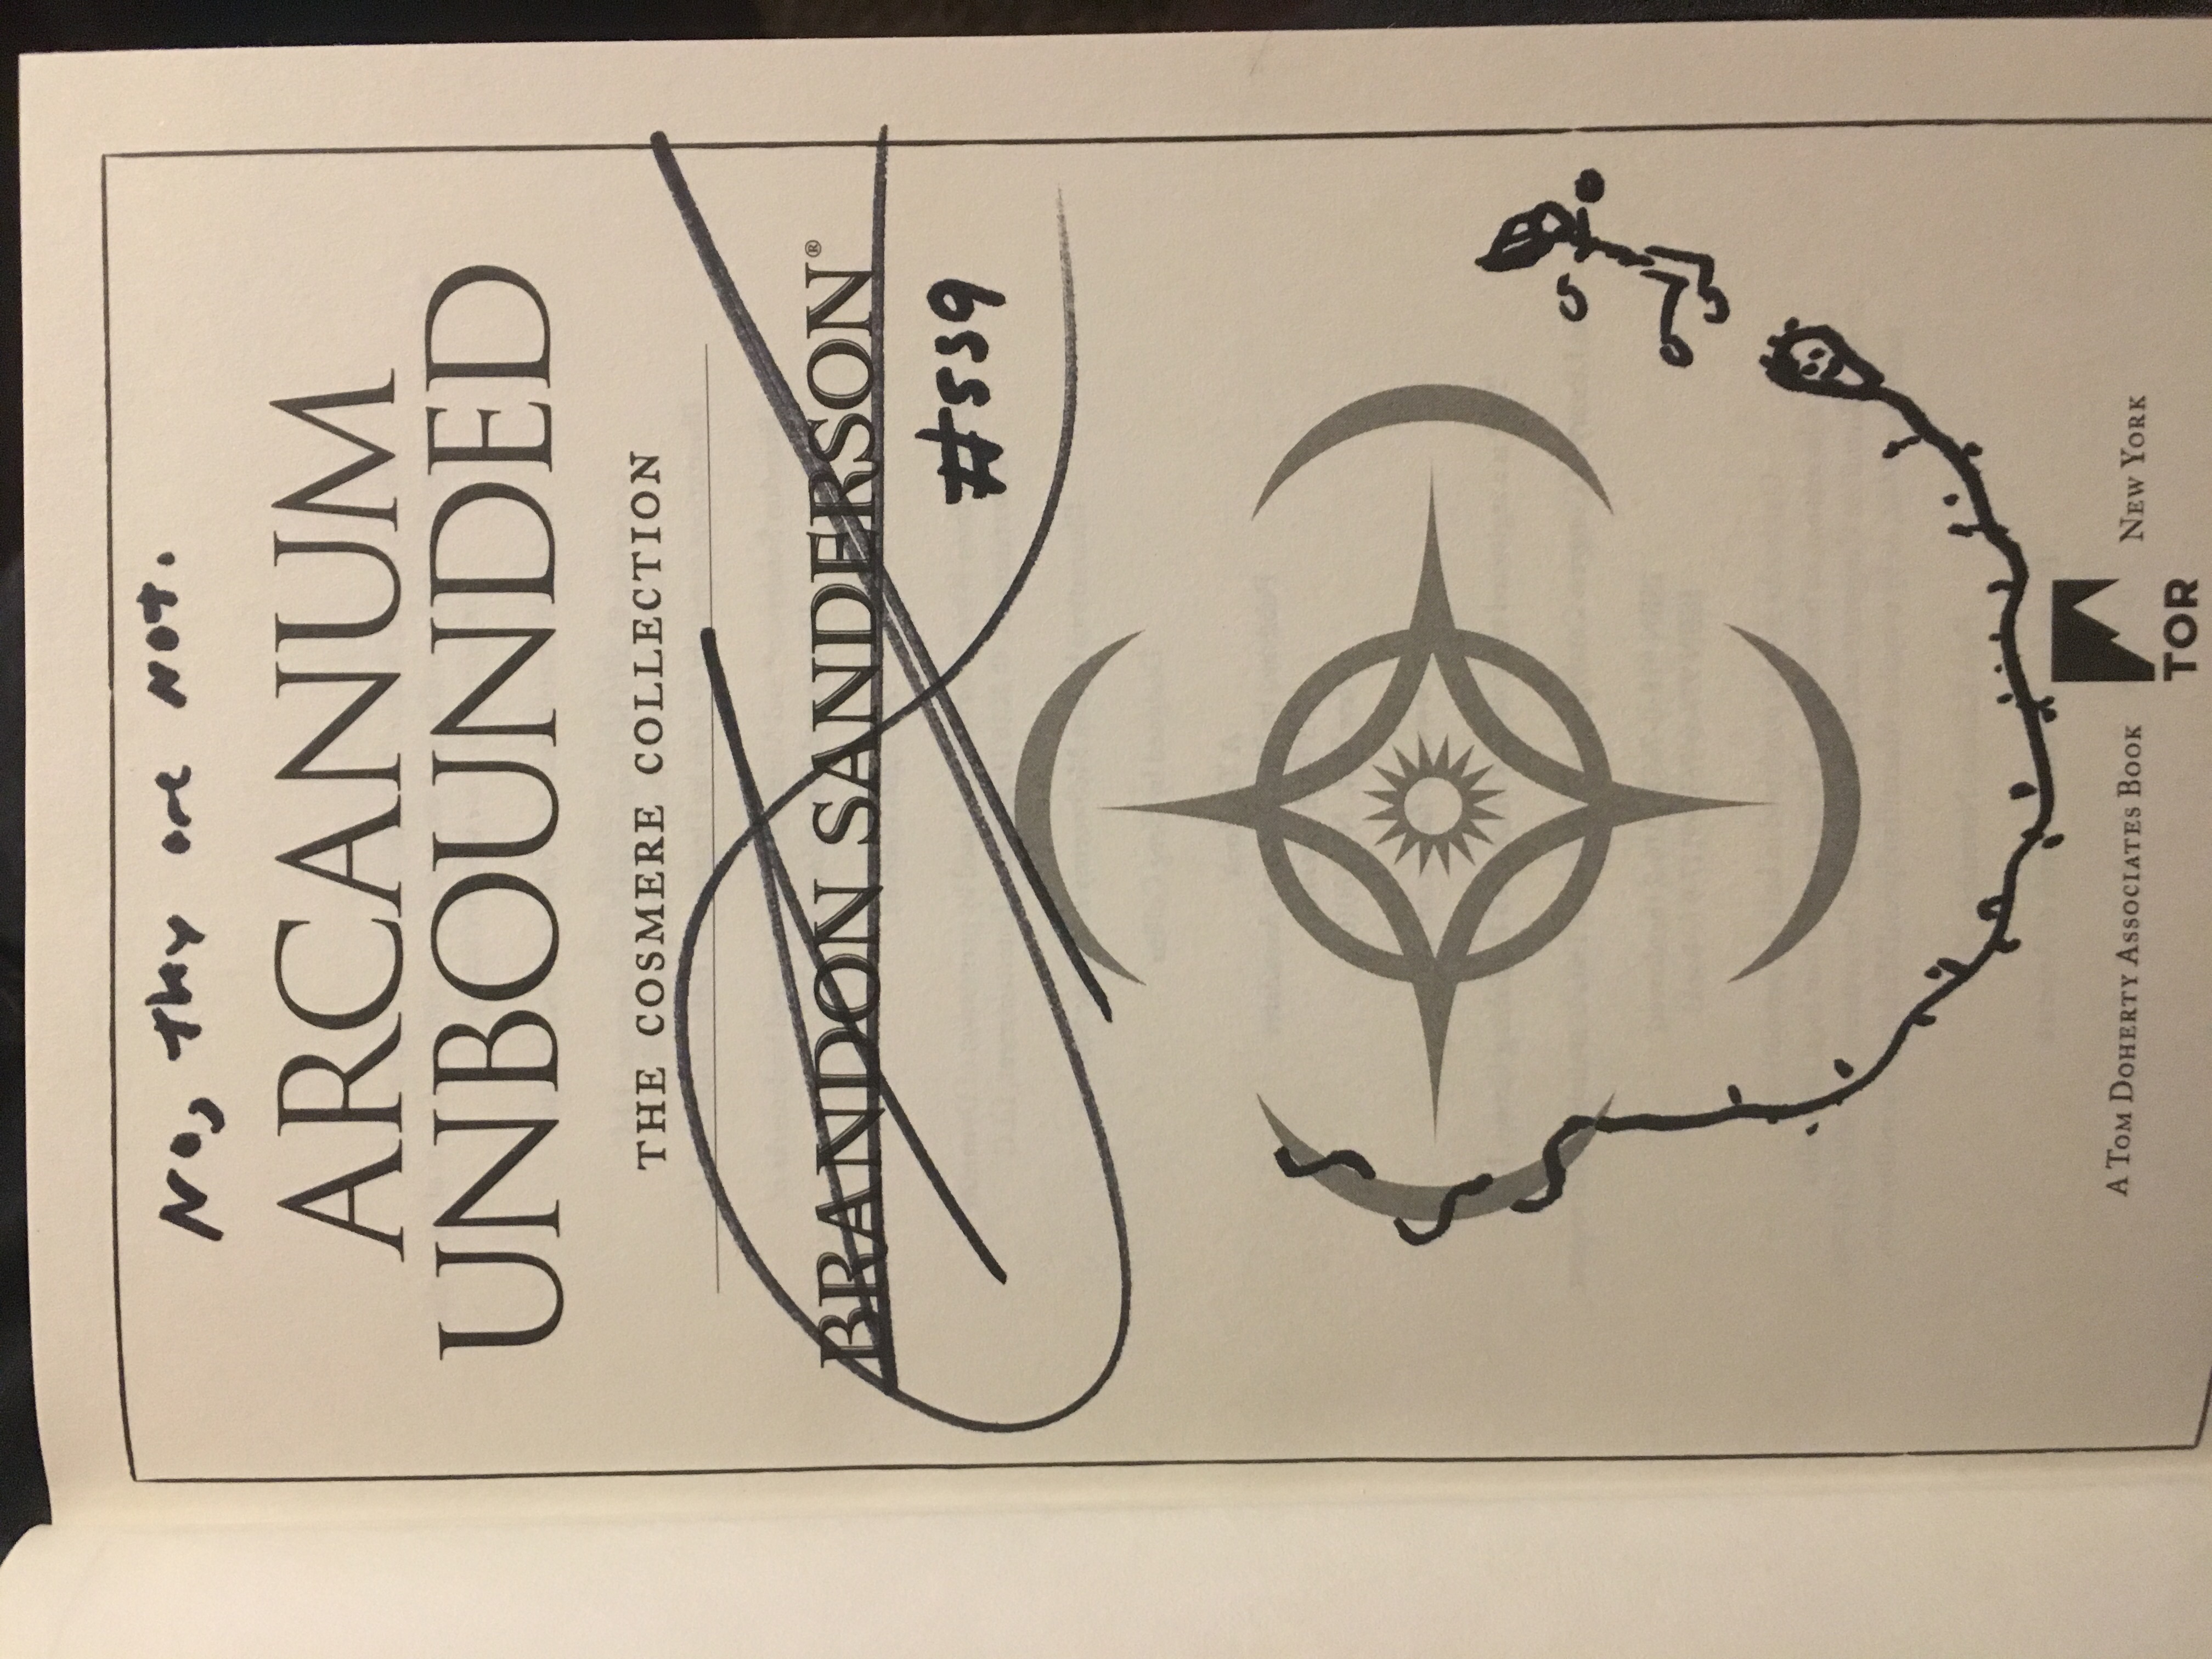 No, they are not.
ARCANUM
UNBOUNDED
THE COSMERE COLLECTION
BRANDON SANDERSON®
#539
A TOM DOHERTY ASSOCIATES BOOK
TOR
NEW YORK